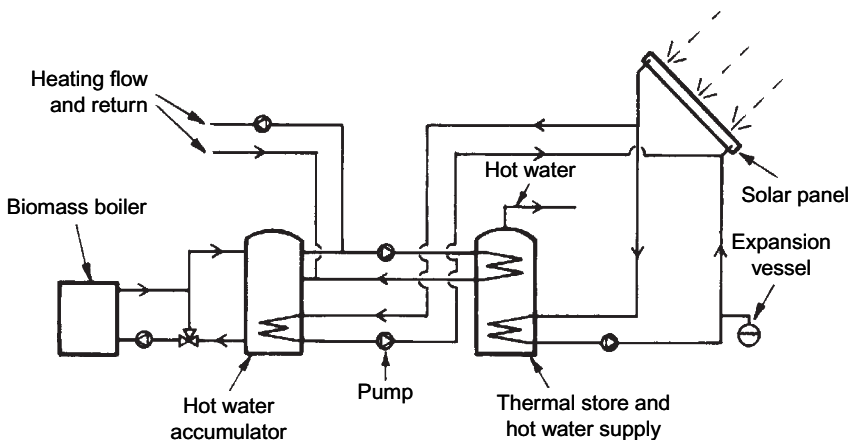 Heating flow
and return
Hot water
Solar panel
Biomass boiler
Expansion
vessel
Pump
Hot water
accumulator
Thermal store and
hot water supply